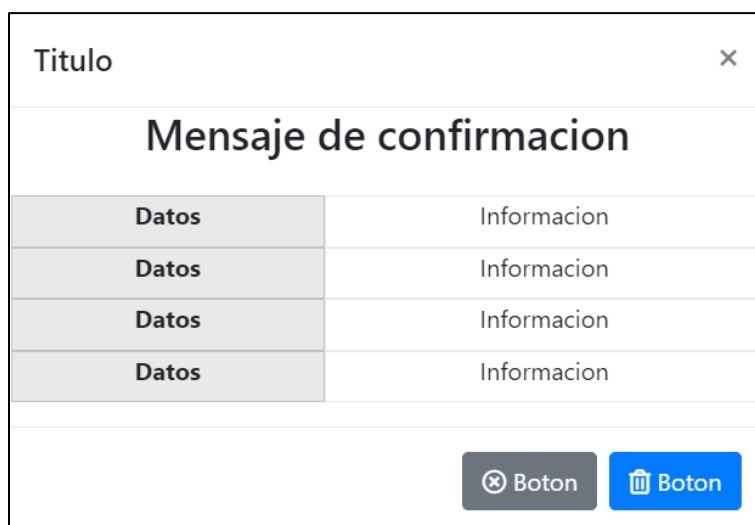 Titulo ×
Mensaje de confirmacion
Datos Informacion
Datos Informacion
Datos Informacion
Datos Informacion
Boton Boton